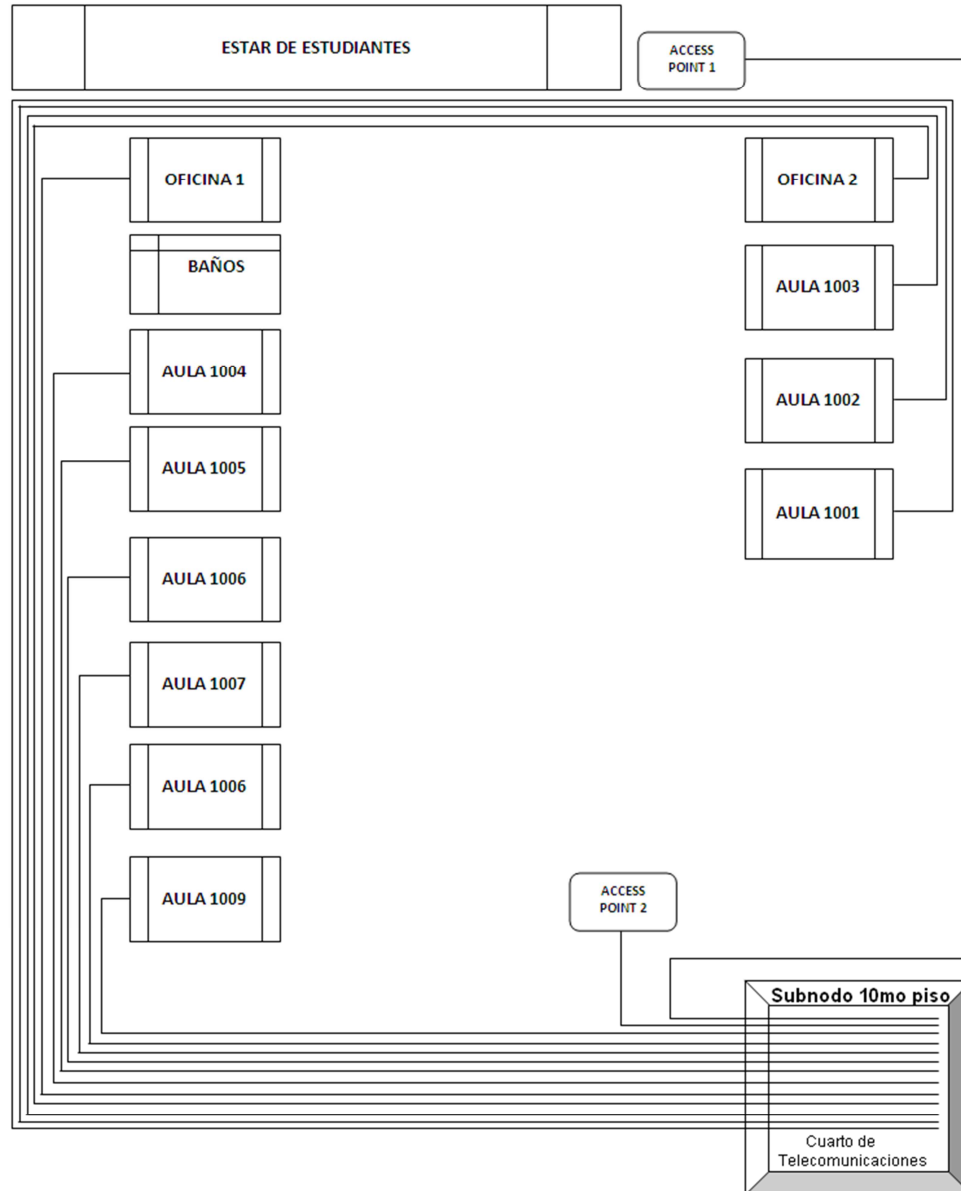 ESTAR DE ESTUDIANTES
ACCESS
POINT 1
OFICINA 1
OFICINA 2
BAÑOS
AULA 1003
AULA 1004
AULA 1002
AULA 1005
AULA 1001
AULA 1006
AULA 1007
AULA 1006
AULA 1009
ACCESS
POINT 2
Subnodo 10mo piso
Cuarto de
Telecomunicaciones